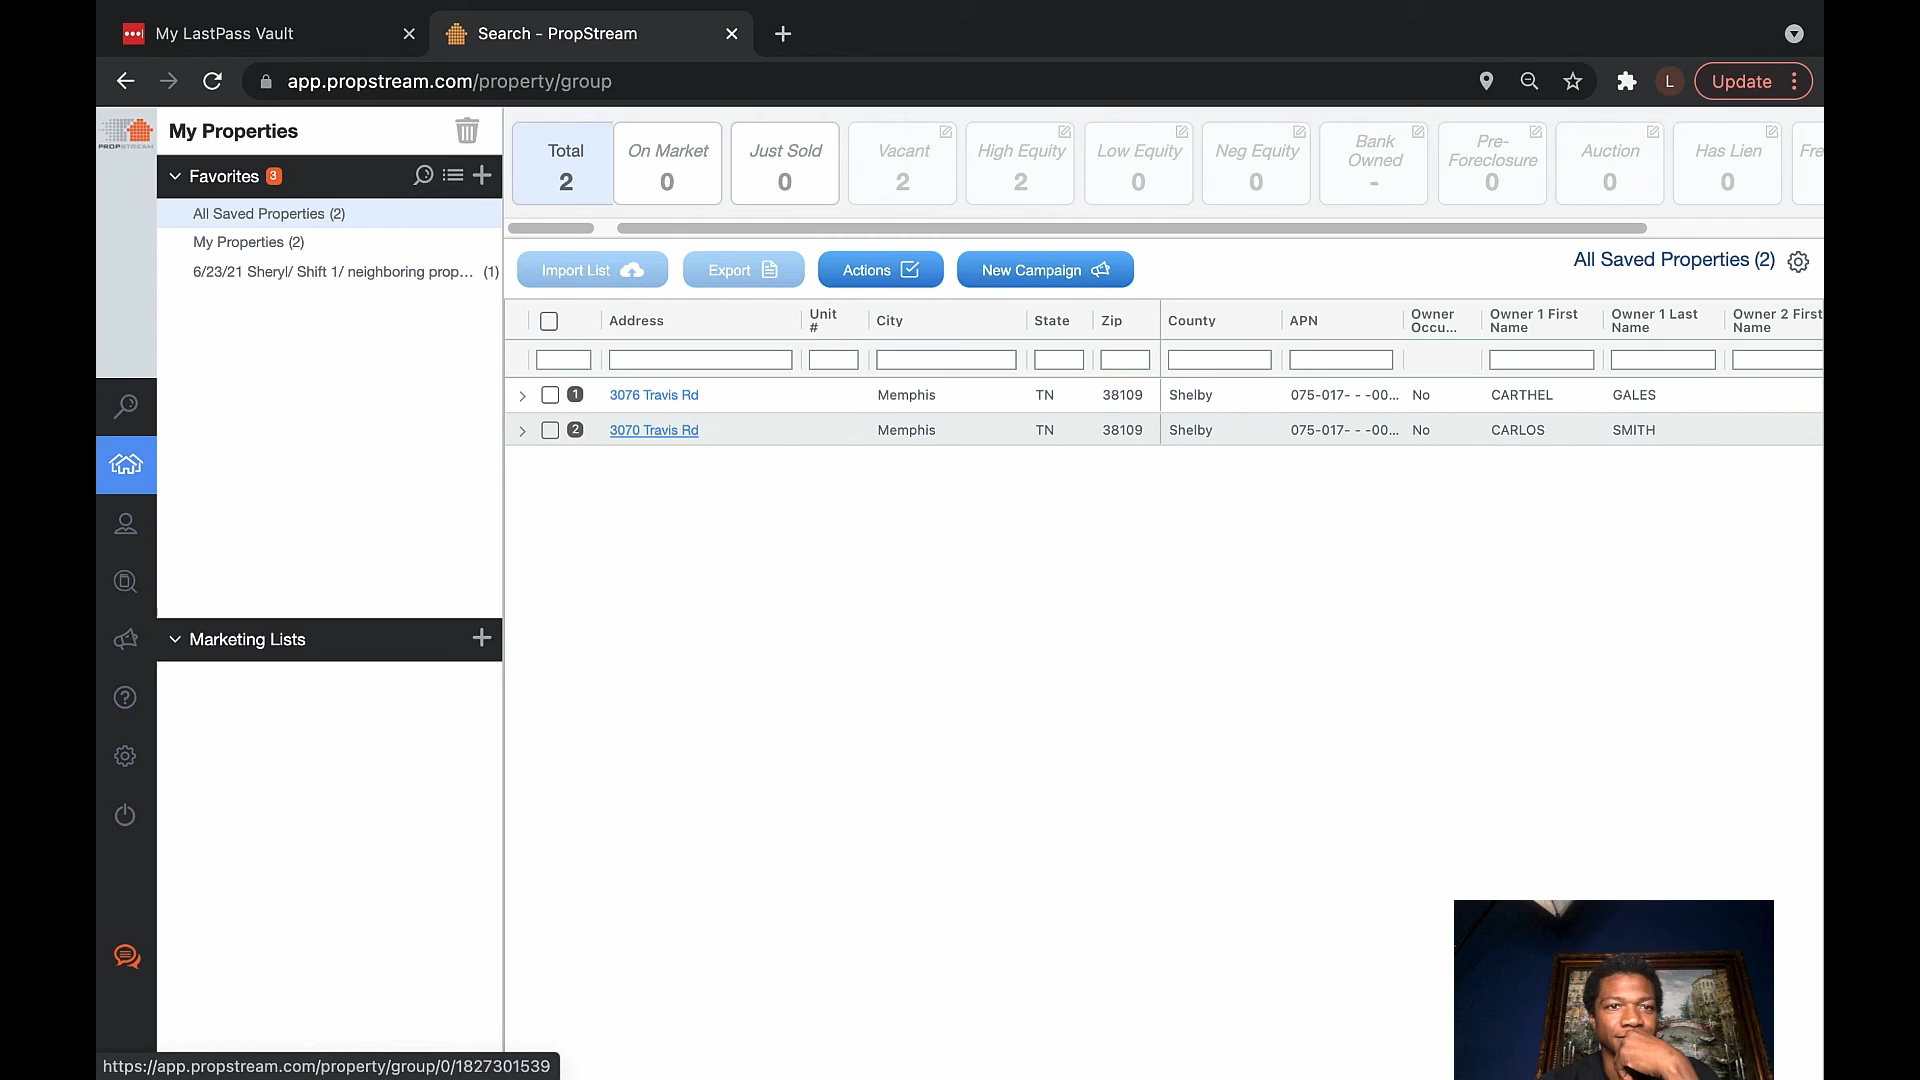 My LastPass Vault
Search - PropStream
app.propstream.com/property/group
L
Update
PROPSTREAM
My Properties
Favorites 3
All Saved Properties (2)
My Properties (2)
6/23/21 Sheryl/ Shift 1/ neighboring prop... (1)
Marketing Lists
Total
2
On Market
0
Just Sold
0
Vacant
2
High Equity
2
Low Equity
0
Neg Equity
0
Bank Owned
-
Pre-Foreclosure
0
Auction
0
Has Lien
0
Fre
Import List
Export
Actions
New Campaign
All Saved Properties (2)
Address Unit # City State Zip County APN Owner Occu... Owner 1 First Name Owner 1 Last Name Owner 2 First Name
1 3076 Travis Rd Memphis TN 38109 Shelby 075-017- - -00... No CARTHEL GALES
2 3070 Travis Rd Memphis TN 38109 Shelby 075-017- - -00... No CARLOS SMITH
https://app.propstream.com/property/group/0/1827301539